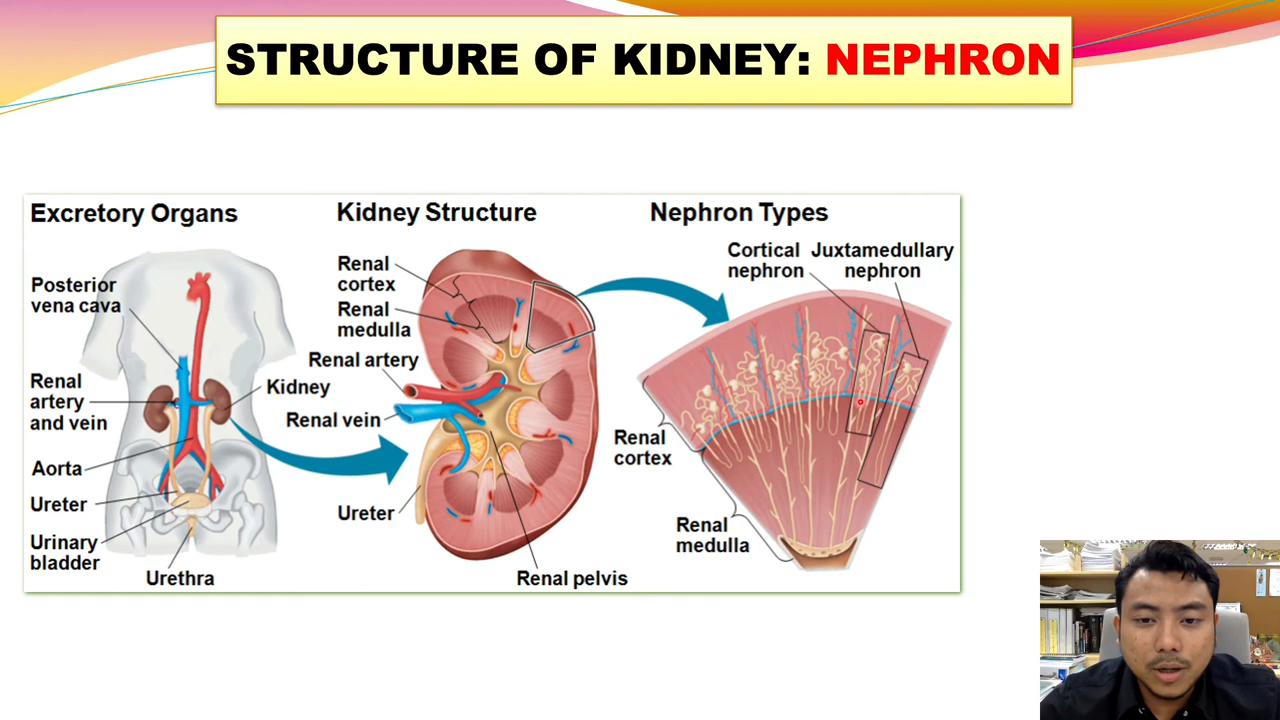 STRUCTURE OF KIDNEY: NEPHRON
Excretory Organs
Posterior
vena cava
Renal
artery
and vein
Kidney
Aorta
Ureter
Urinary
bladder
Urethra
Kidney Structure
Renal
cortex
Renal
medulla
Renal artery
Renal vein
Ureter
Renal pelvis
Nephron Types
Cortical
nephron
Juxtamedullary
nephron
Renal
cortex
Renal
medulla